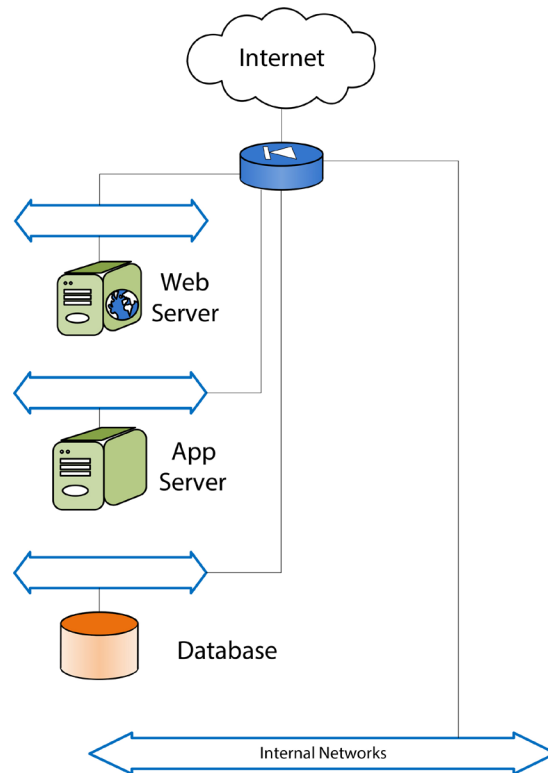 Internet
Web
Server
App
Server
Database
Internal Networks